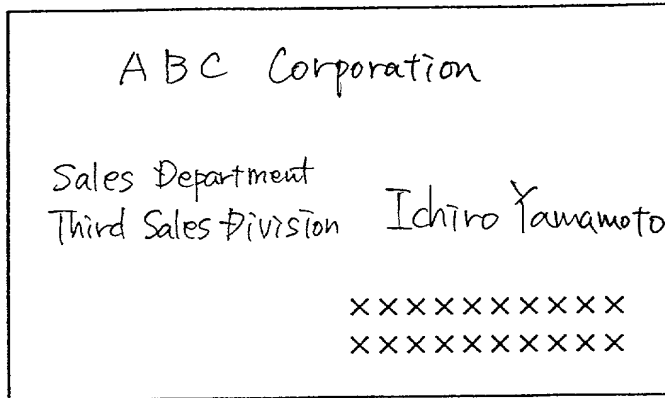 ABC Corporation
Sales Department
Third Sales Division
Ichiro Yamamoto
××××××××××
××××××××××